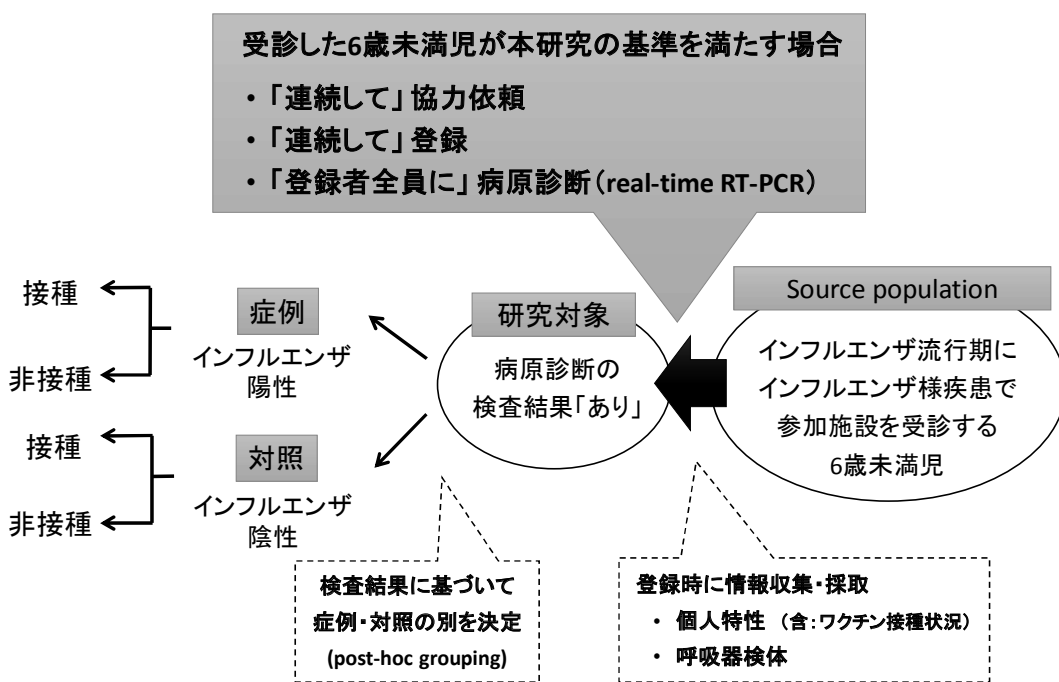 受診した6歳未満児が本研究の基準を満たす場合
・「連続して」協力依頼
・「連続して」登録
・「登録者全員に」病原診断（real-time RT-PCR）
Source population
インフルエンザ流行期に
インフルエンザ様疾患で
参加施設を受診する
6歳未満児
研究対象
病原診断の
検査結果「あり」
症例
インフルエンザ
陽性
接種
非接種
対照
インフルエンザ
陰性
接種
非接種
検査結果に基づいて
症例・対照の別を決定
(post-hoc grouping)
登録時に情報収集・採取
・ 個人特性 （含：ワクチン接種状況）
・ 呼吸器検体